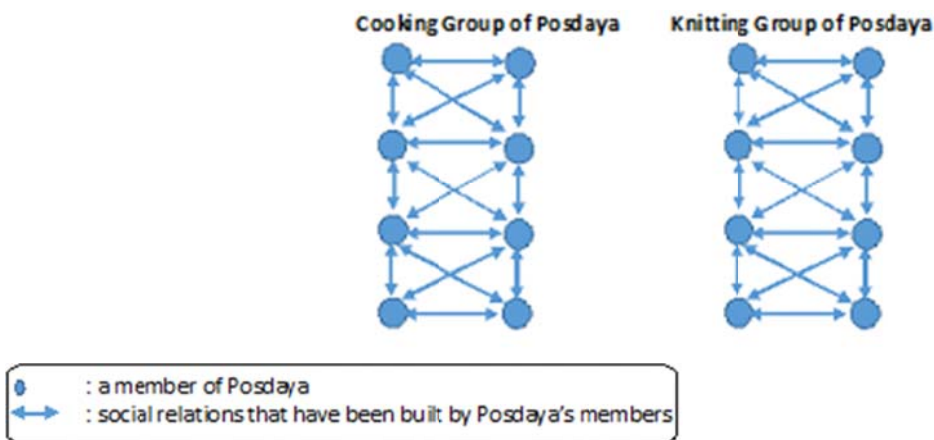 Cooking Group of Posdaya
Knitting Group of Posdaya
: a member of Posdaya
: social relations that have been built by Posdaya's members